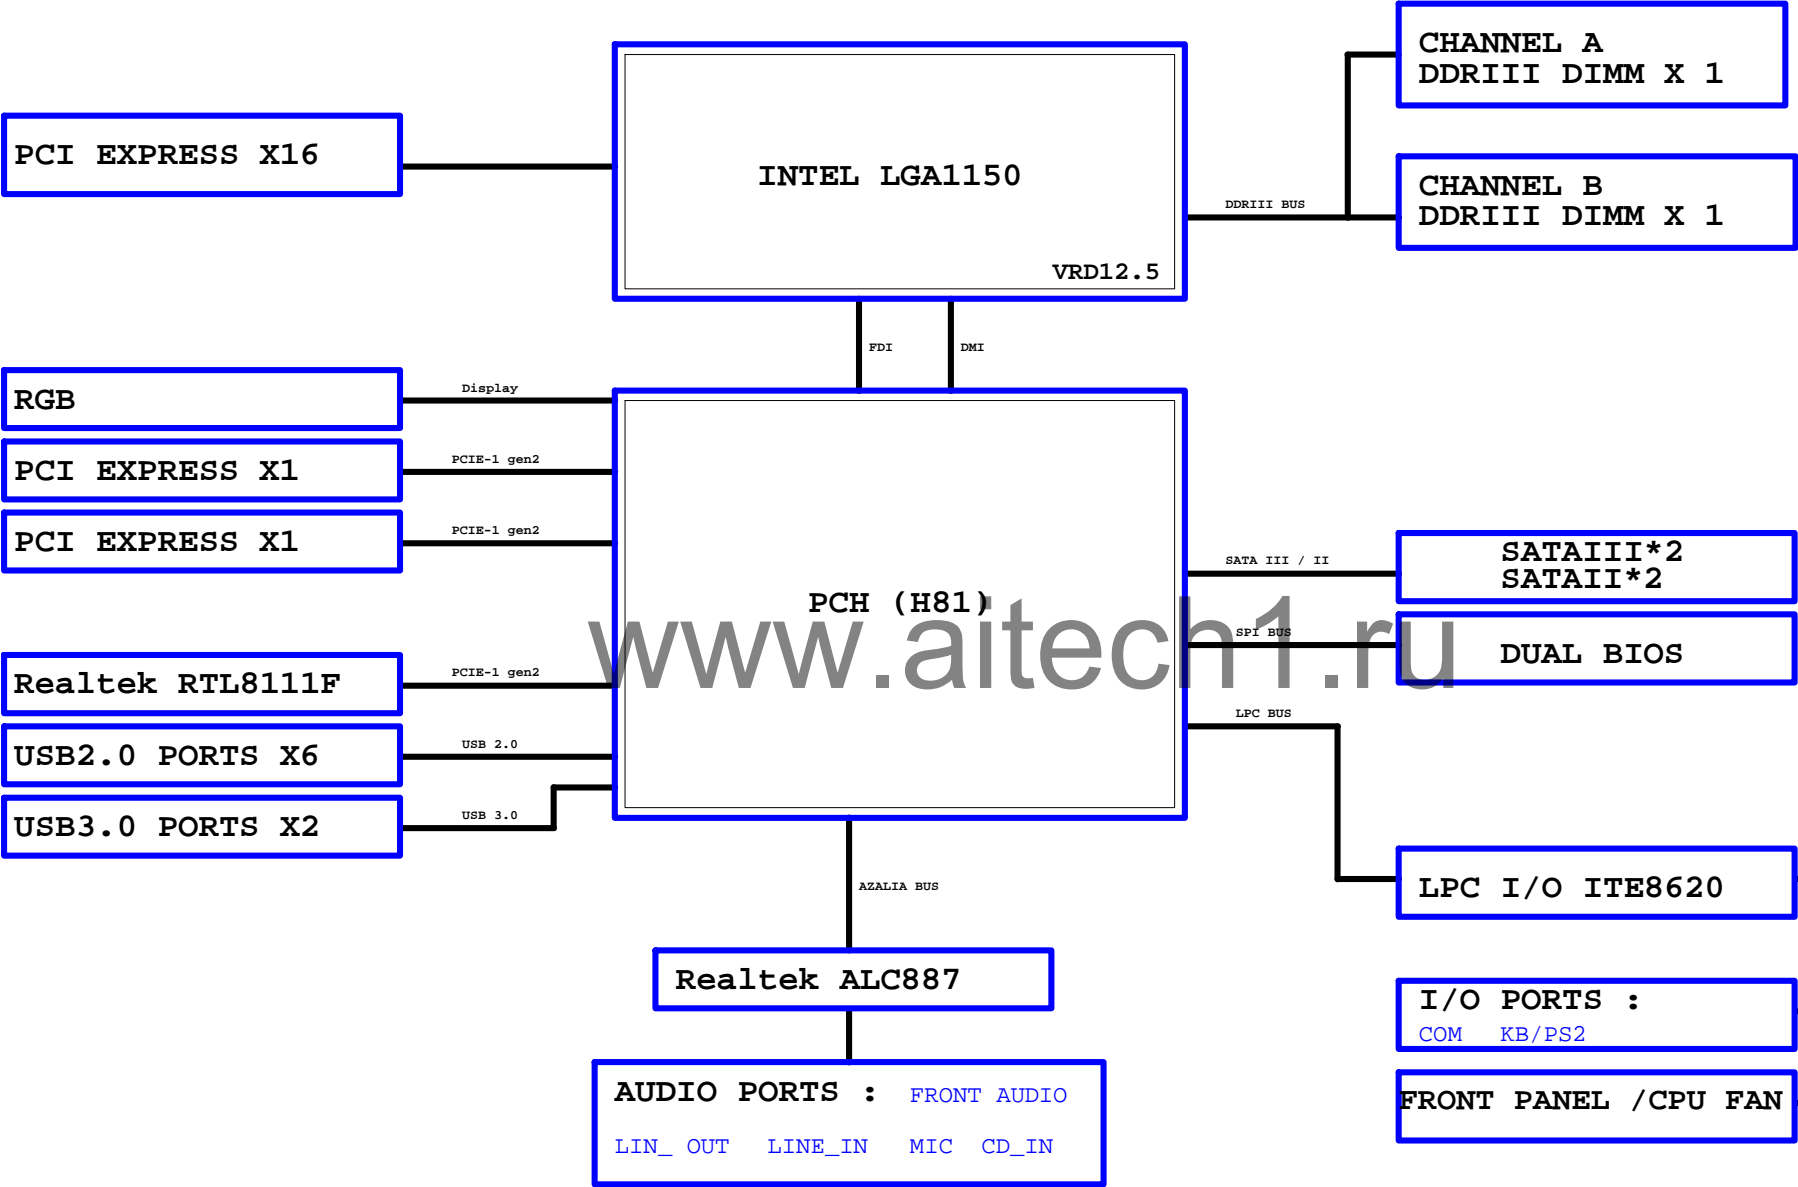 CHANNEL A
DDRIII DIMM X 1
PCI EXPRESS X16
INTEL LGA1150
CHANNEL B
DDRIII DIMM X 1
DDRIII BUS
VRD12.5
FDI
DMI
RGB
Display
PCI EXPRESS X1
PCIE-1 gen2
PCI EXPRESS X1
PCIE-1 gen2
SATA III / II
SATAIII*2
SATAII*2
PCH (H81)
www.aitech1.ru
SPI BUS
DUAL BIOS
Realtek RTL8111F
PCIE-1 gen2
LPC BUS
USB2.0 PORTS X6
USB 2.0
USB3.0 PORTS X2
USB 3.0
AZALIA BUS
LPC I/O ITE8620
Realtek ALC887
I/O PORTS :
COM KB/PS2
AUDIO PORTS : FRONT AUDIO
LIN_ OUT LINE_IN MIC CD_IN
FRONT PANEL /CPU FAN